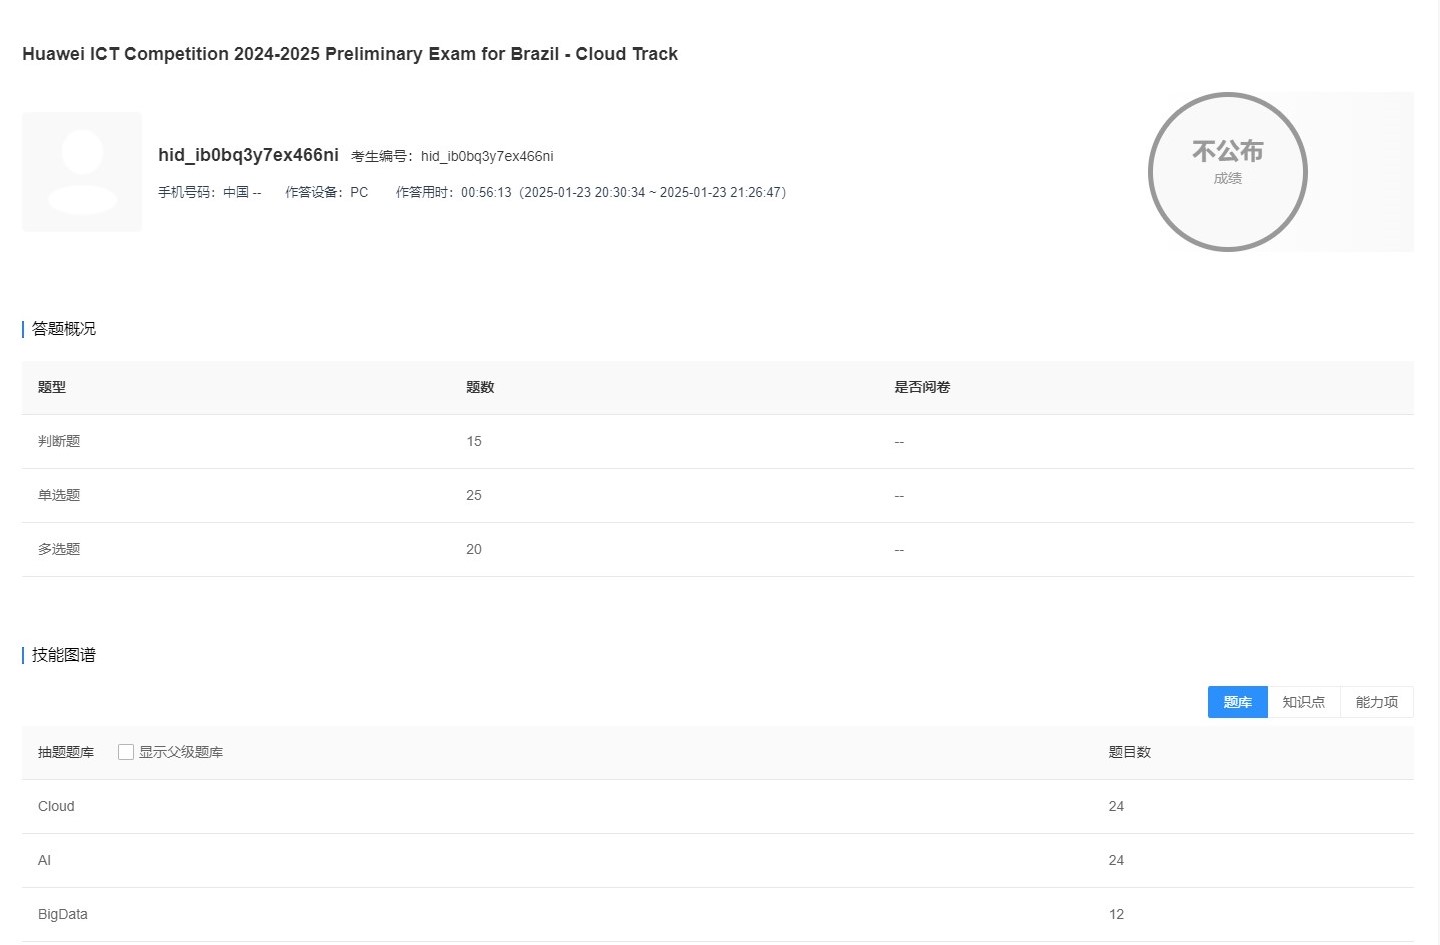 Huawei ICT Competition 2024-2025 Preliminary Exam for Brazil - Cloud Track
hid_ib0bq3y7ex466ni 考生编号：hid_ib0bq3y7ex466ni
手机号码：中国 -- 作答设备：PC 作答用时：00:56:13（2025-01-23 20:30:34 ~ 2025-01-23 21:26:47）
不公布
成绩
答题概况
题型 题数 是否阅卷
判断题 15 --
单选题 25 --
多选题 20 --
技能图谱
题库 知识点 能力项
抽题题库 显示父级题库 题目数
Cloud 24
AI 24
BigData 12